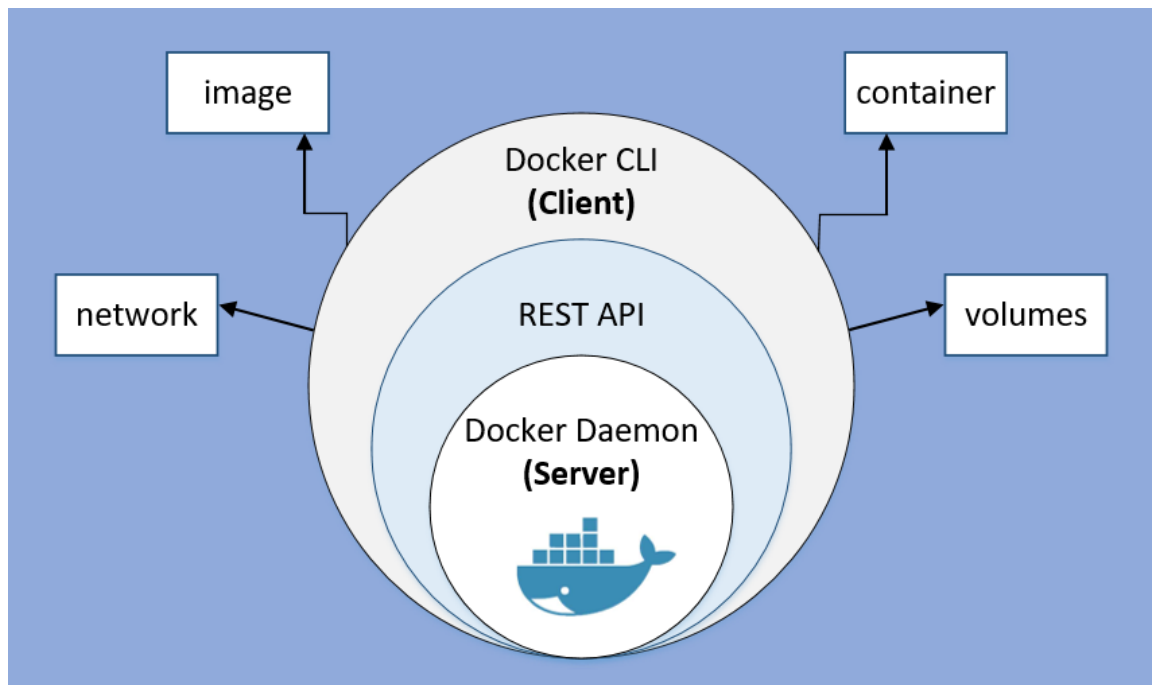 image
container
Docker CLI
(Client)
network
REST API
volumes
Docker Daemon
(Server)